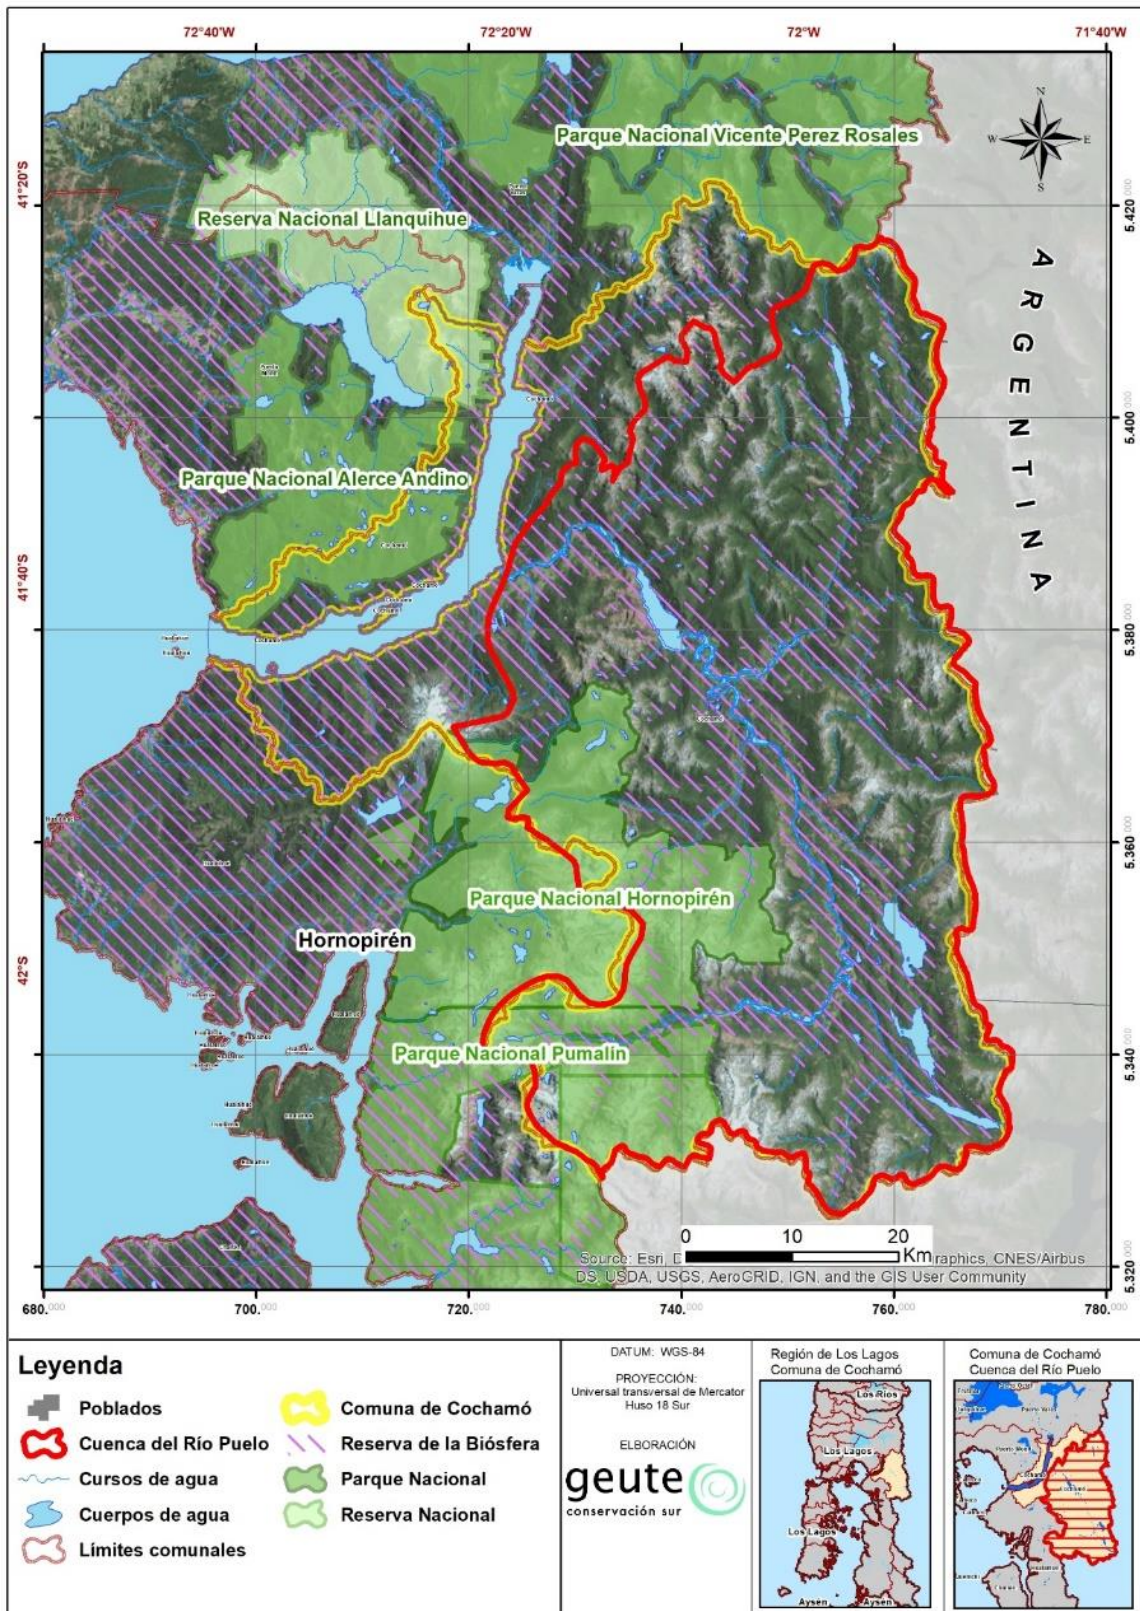 72°40'W
72°20'W
72°W
71°40'W
41°20'S
41°40'S
42°S
5.420.000
5.400.000
5.380.000
5.360.000
5.340.000
5.320.000
N
W
E
S
Parque Nacional Vicente Perez Rosales
Reserva Nacional Llanquihue
ARGENTINA
Parque Nacional Alerce Andino
Cochamó
Cochamó
Cochamó
Parque Nacional Hornopirén
Hornopirén
Parque Nacional Pumalín
0
10
20
Km
Source: Esri, D
raphics, CNES/Airbus
DS, USDA, USGS, AeroGRID, IGN, and the GIS User Community
680.000
700.000
720.000
740.000
760.000
780.000
Leyenda
Poblados
Cuenca del Río Puelo
Cursos de agua
Cuerpos de agua
Límites comunales
Comuna de Cochamó
Reserva de la Biósfera
Parque Nacional
Reserva Nacional
DATUM: WGS-84
PROYECCIÓN:
Universal transversal de Mercator
Huso 18 Sur
ELBORACIÓN
geute
conservación sur
Región de Los Lagos
Comuna de Cochamó
Los Ríos
Los Lagos
Los Lagos
Aysén
Aysén
Comuna de Cochamó
Cuenca del Río Puelo
Cochamó